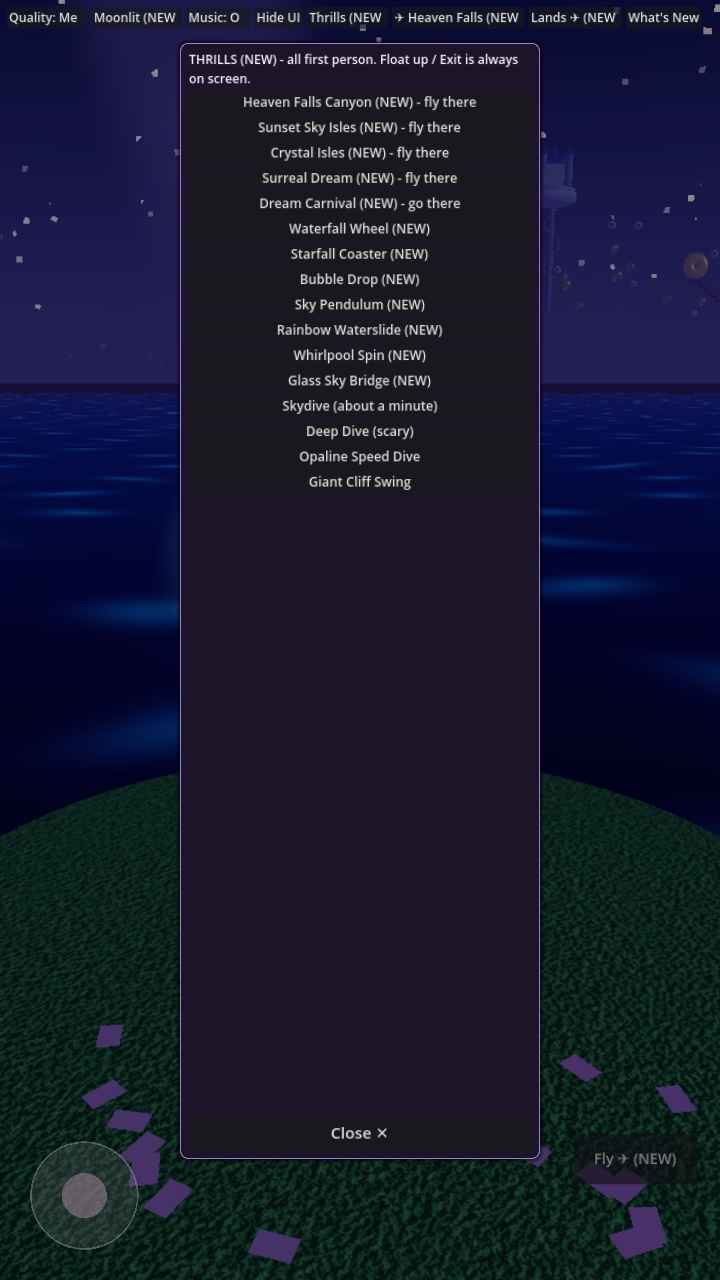 Quality: Me Moonlit (NEW Music: O Hide UI Thrills (NEW ✈ Heaven Falls (NEW Lands ✈ (NEW What's New
THRILLS (NEW) - all first person. Float up / Exit is always
on screen.
Heaven Falls Canyon (NEW) - fly there
Sunset Sky Isles (NEW) - fly there
Crystal Isles (NEW) - fly there
Surreal Dream (NEW) - fly there
Dream Carnival (NEW) - go there
Waterfall Wheel (NEW)
Starfall Coaster (NEW)
Bubble Drop (NEW)
Sky Pendulum (NEW)
Rainbow Waterslide (NEW)
Whirlpool Spin (NEW)
Glass Sky Bridge (NEW)
Skydive (about a minute)
Deep Dive (scary)
Opaline Speed Dive
Giant Cliff Swing
Close ✕
Fly ✈ (NEW)